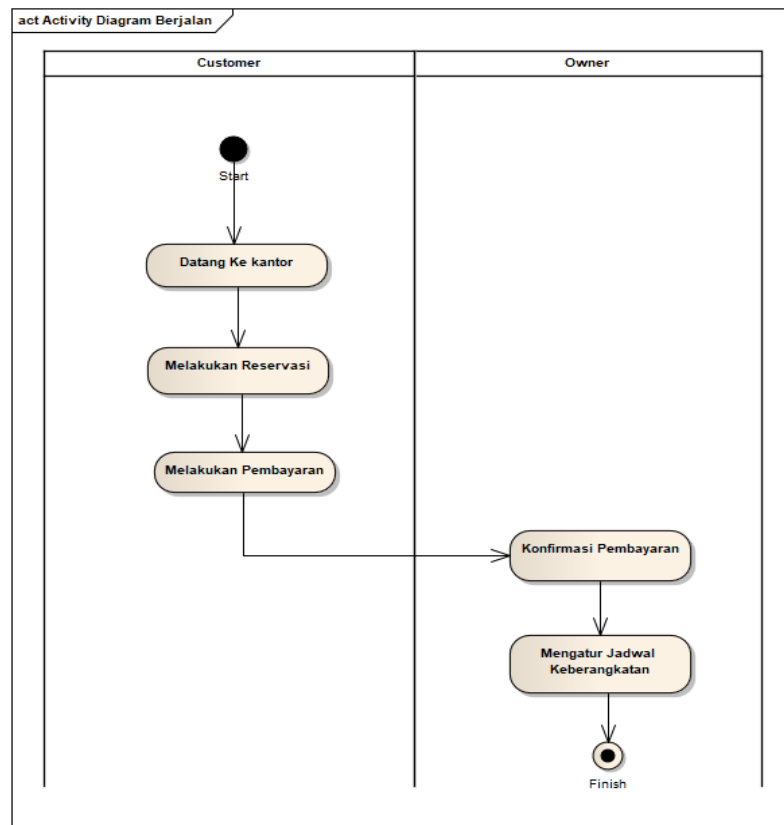 act Activity Diagram Berjalan
Customer
Owner
Start
Datang Ke kantor
Melakukan Reservasi
Melakukan Pembayaran
Konfirmasi Pembayaran
Mengatur Jadwal
Keberangkatan
Finish